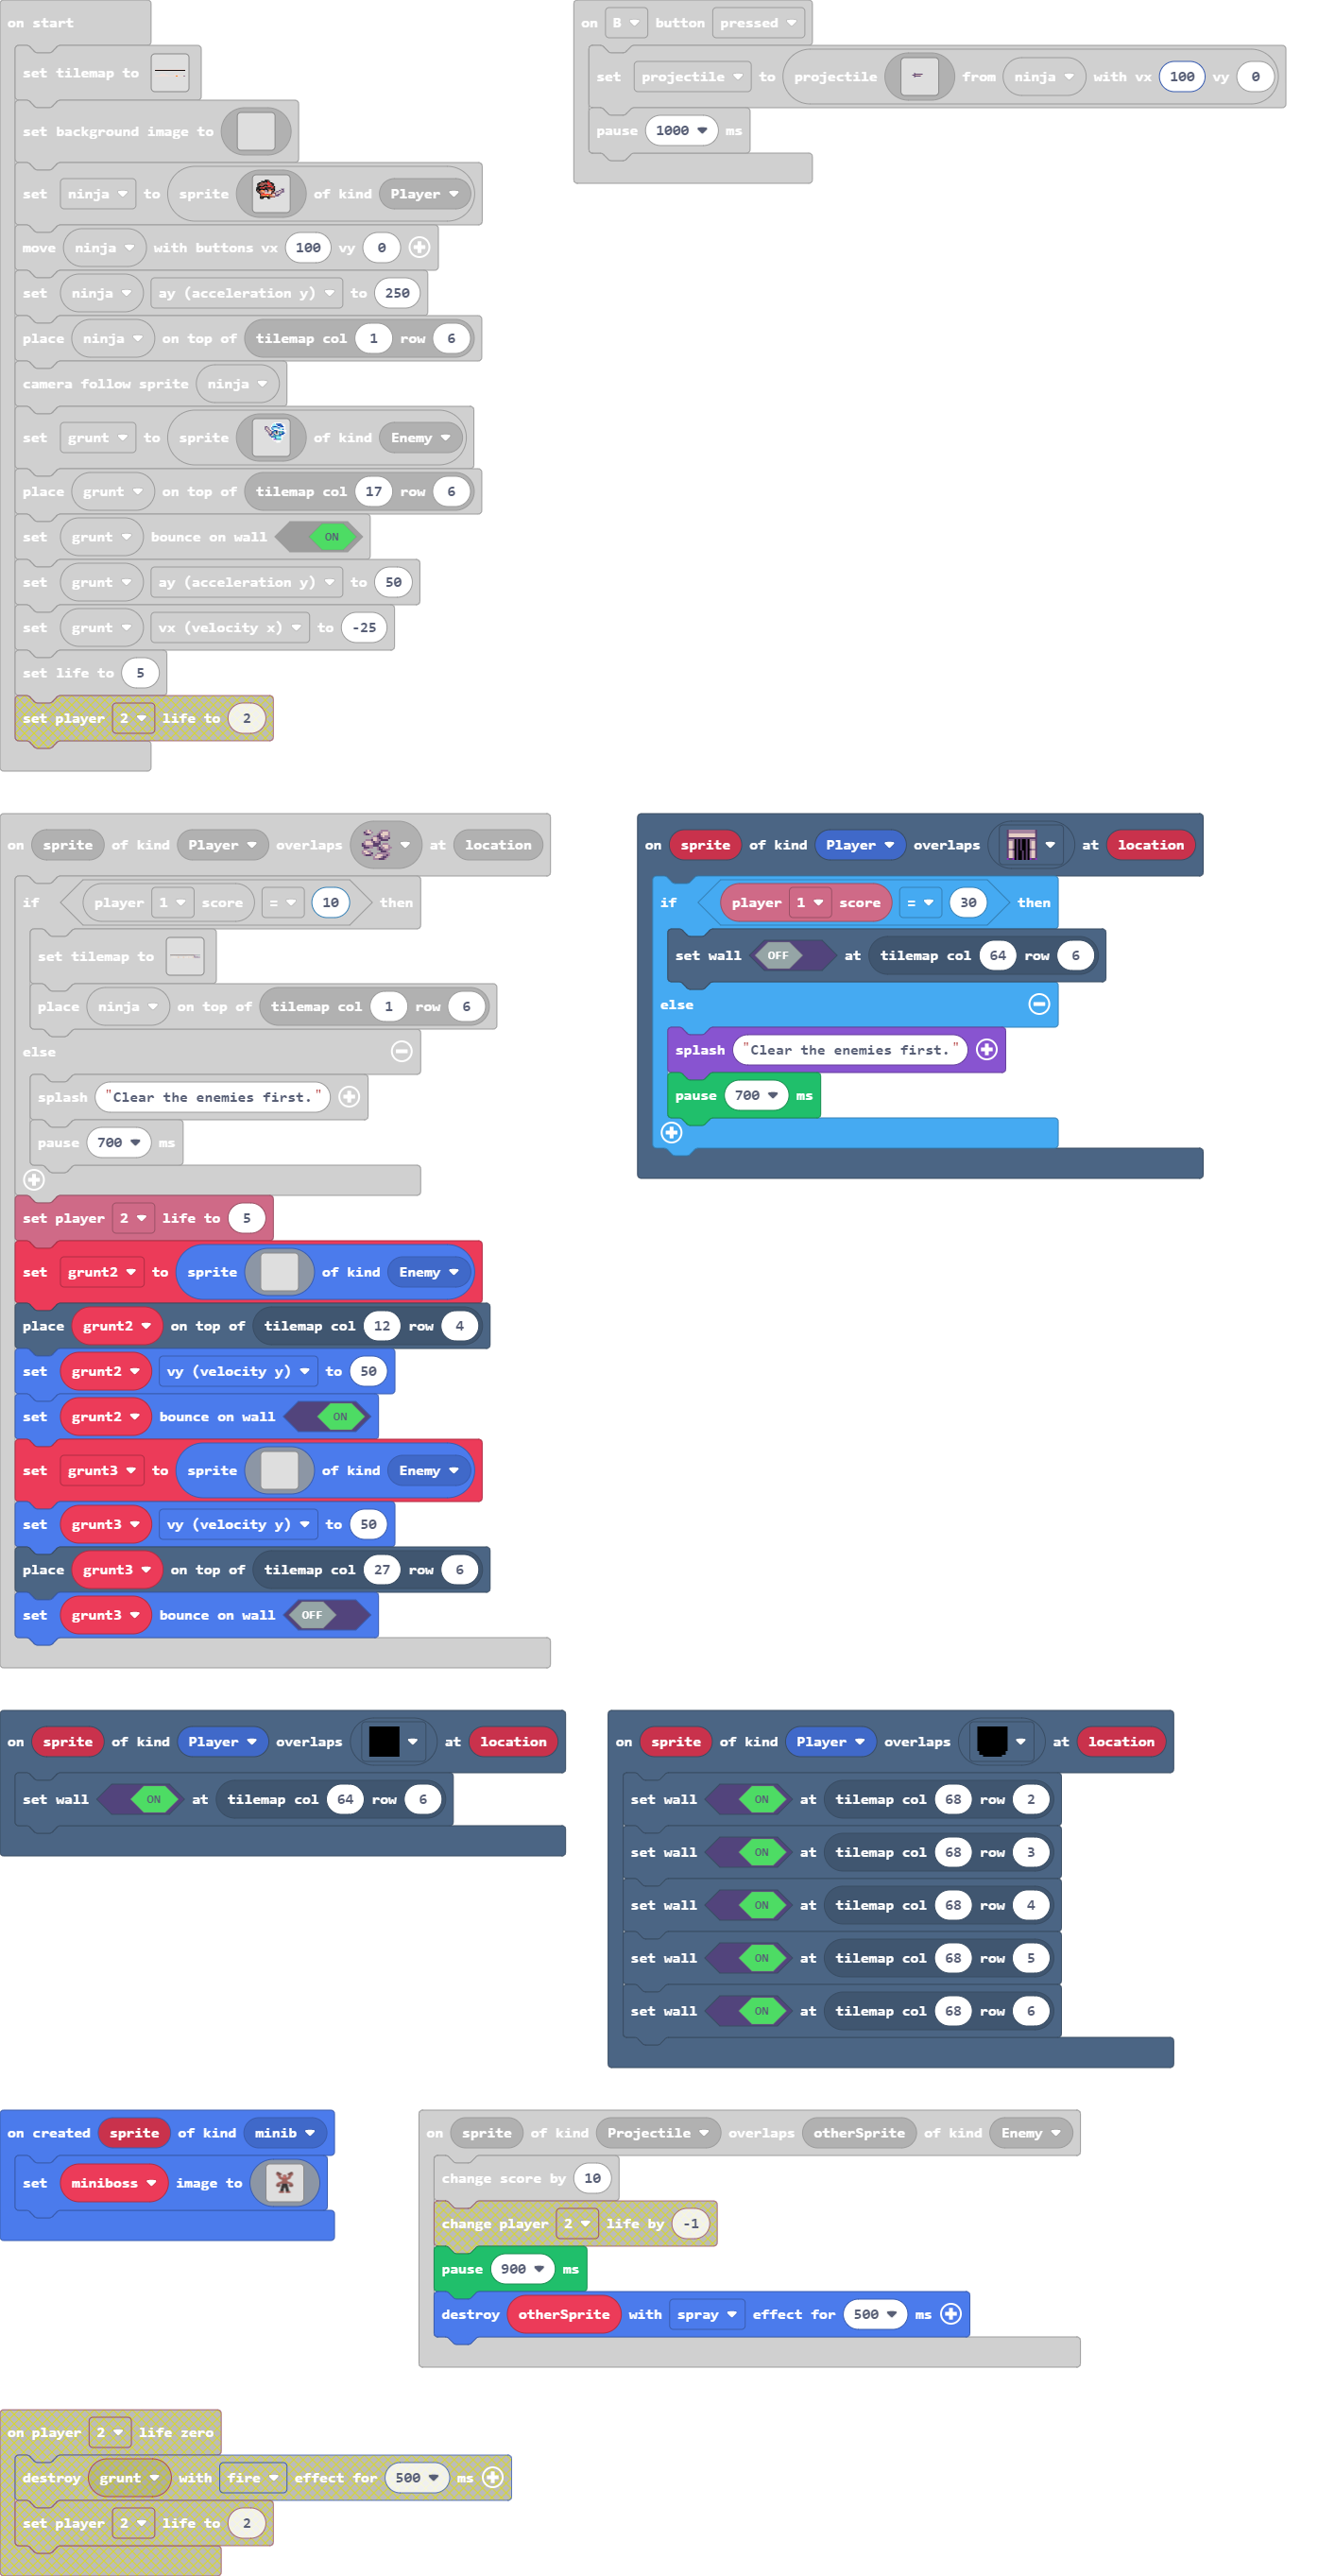 on start
set tilemap to
set background image to
set ninja to sprite of kind Player
move ninja with buttons vx 100 vy 0
set ninja ay (acceleration y) to 250
place ninja on top of tilemap col 1 row 6
camera follow sprite ninja
set grunt to sprite of kind Enemy
place grunt on top of tilemap col 17 row 6
set grunt bounce on wall ON
set grunt ay (acceleration y) to 50
set grunt vx (velocity x) to -25
set life to 5
set player 2 life to 2
on B button pressed
set projectile to projectile from ninja with vx 100 vy 0
pause 1000 ms
on sprite of kind Player overlaps at location
if player 1 score = 10 then
set tilemap to
place ninja on top of tilemap col 1 row 6
else
splash "Clear the enemies first."
pause 700 ms
set player 2 life to 5
set grunt2 to sprite of kind Enemy
place grunt2 on top of tilemap col 12 row 4
set grunt2 vy (velocity y) to 50
set grunt2 bounce on wall ON
set grunt3 to sprite of kind Enemy
set grunt3 vy (velocity y) to 50
place grunt3 on top of tilemap col 27 row 6
set grunt3 bounce on wall OFF
on sprite of kind Player overlaps at location
if player 1 score = 30 then
set wall OFF at tilemap col 64 row 6
else
splash "Clear the enemies first."
pause 700 ms
on sprite of kind Player overlaps at location
set wall ON at tilemap col 64 row 6
on sprite of kind Player overlaps at location
set wall ON at tilemap col 68 row 2
set wall ON at tilemap col 68 row 3
set wall ON at tilemap col 68 row 4
set wall ON at tilemap col 68 row 5
set wall ON at tilemap col 68 row 6
on created sprite of kind minib
set miniboss image to
on sprite of kind Projectile overlaps otherSprite of kind Enemy
change score by 10
change player 2 life by -1
pause 900 ms
destroy otherSprite with spray effect for 500 ms
on player 2 life zero
destroy grunt with fire effect for 500 ms
set player 2 life to 2